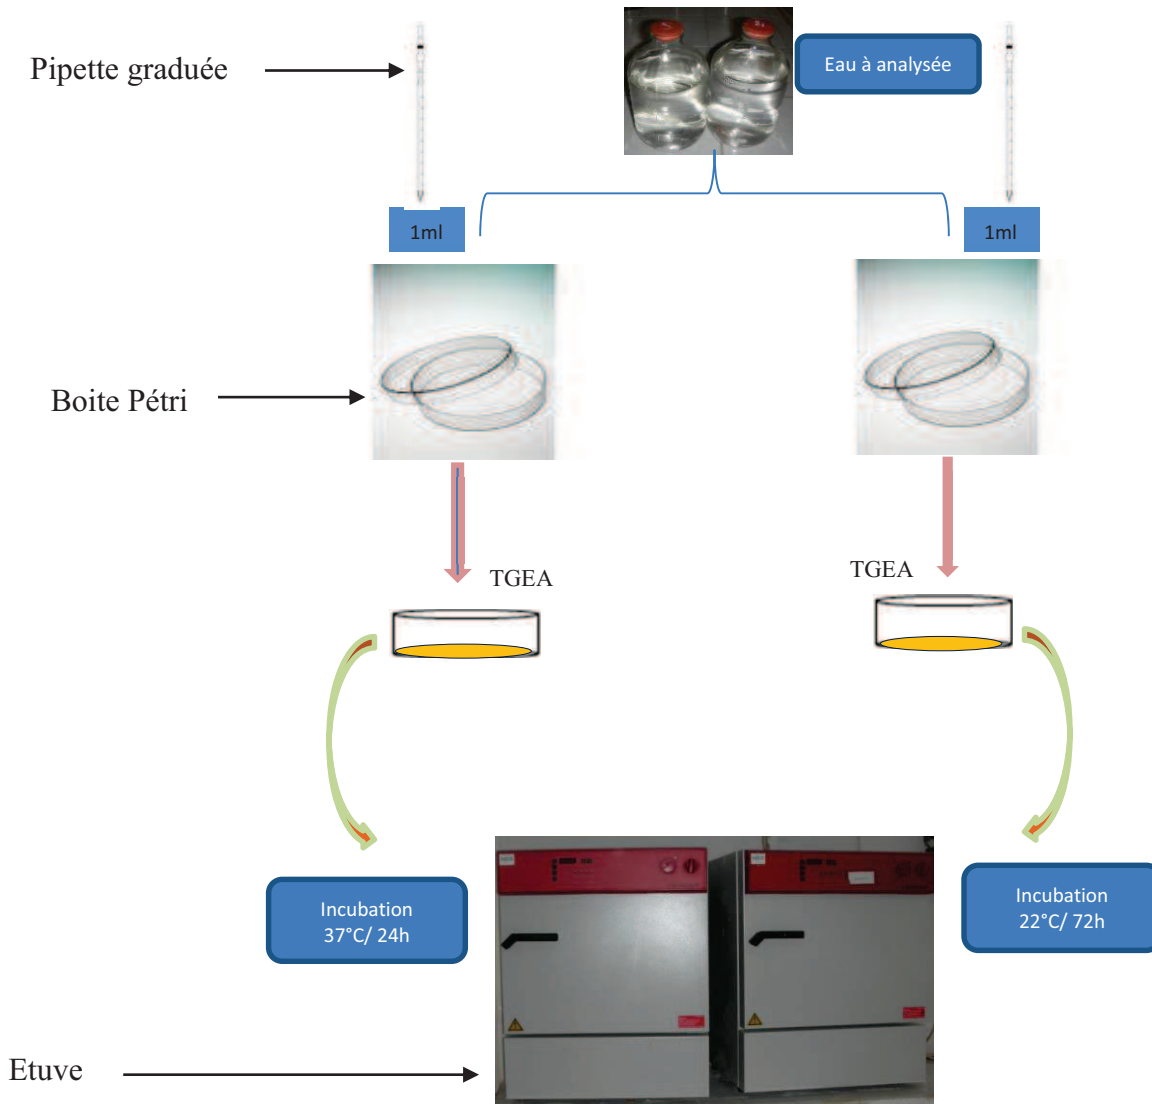 Pipette graduée
Eau à analysée
1ml
1ml
Boite Pétri
TGEA
TGEA
Incubation
37°C/ 24h
Incubation
22°C/ 72h
Etuve